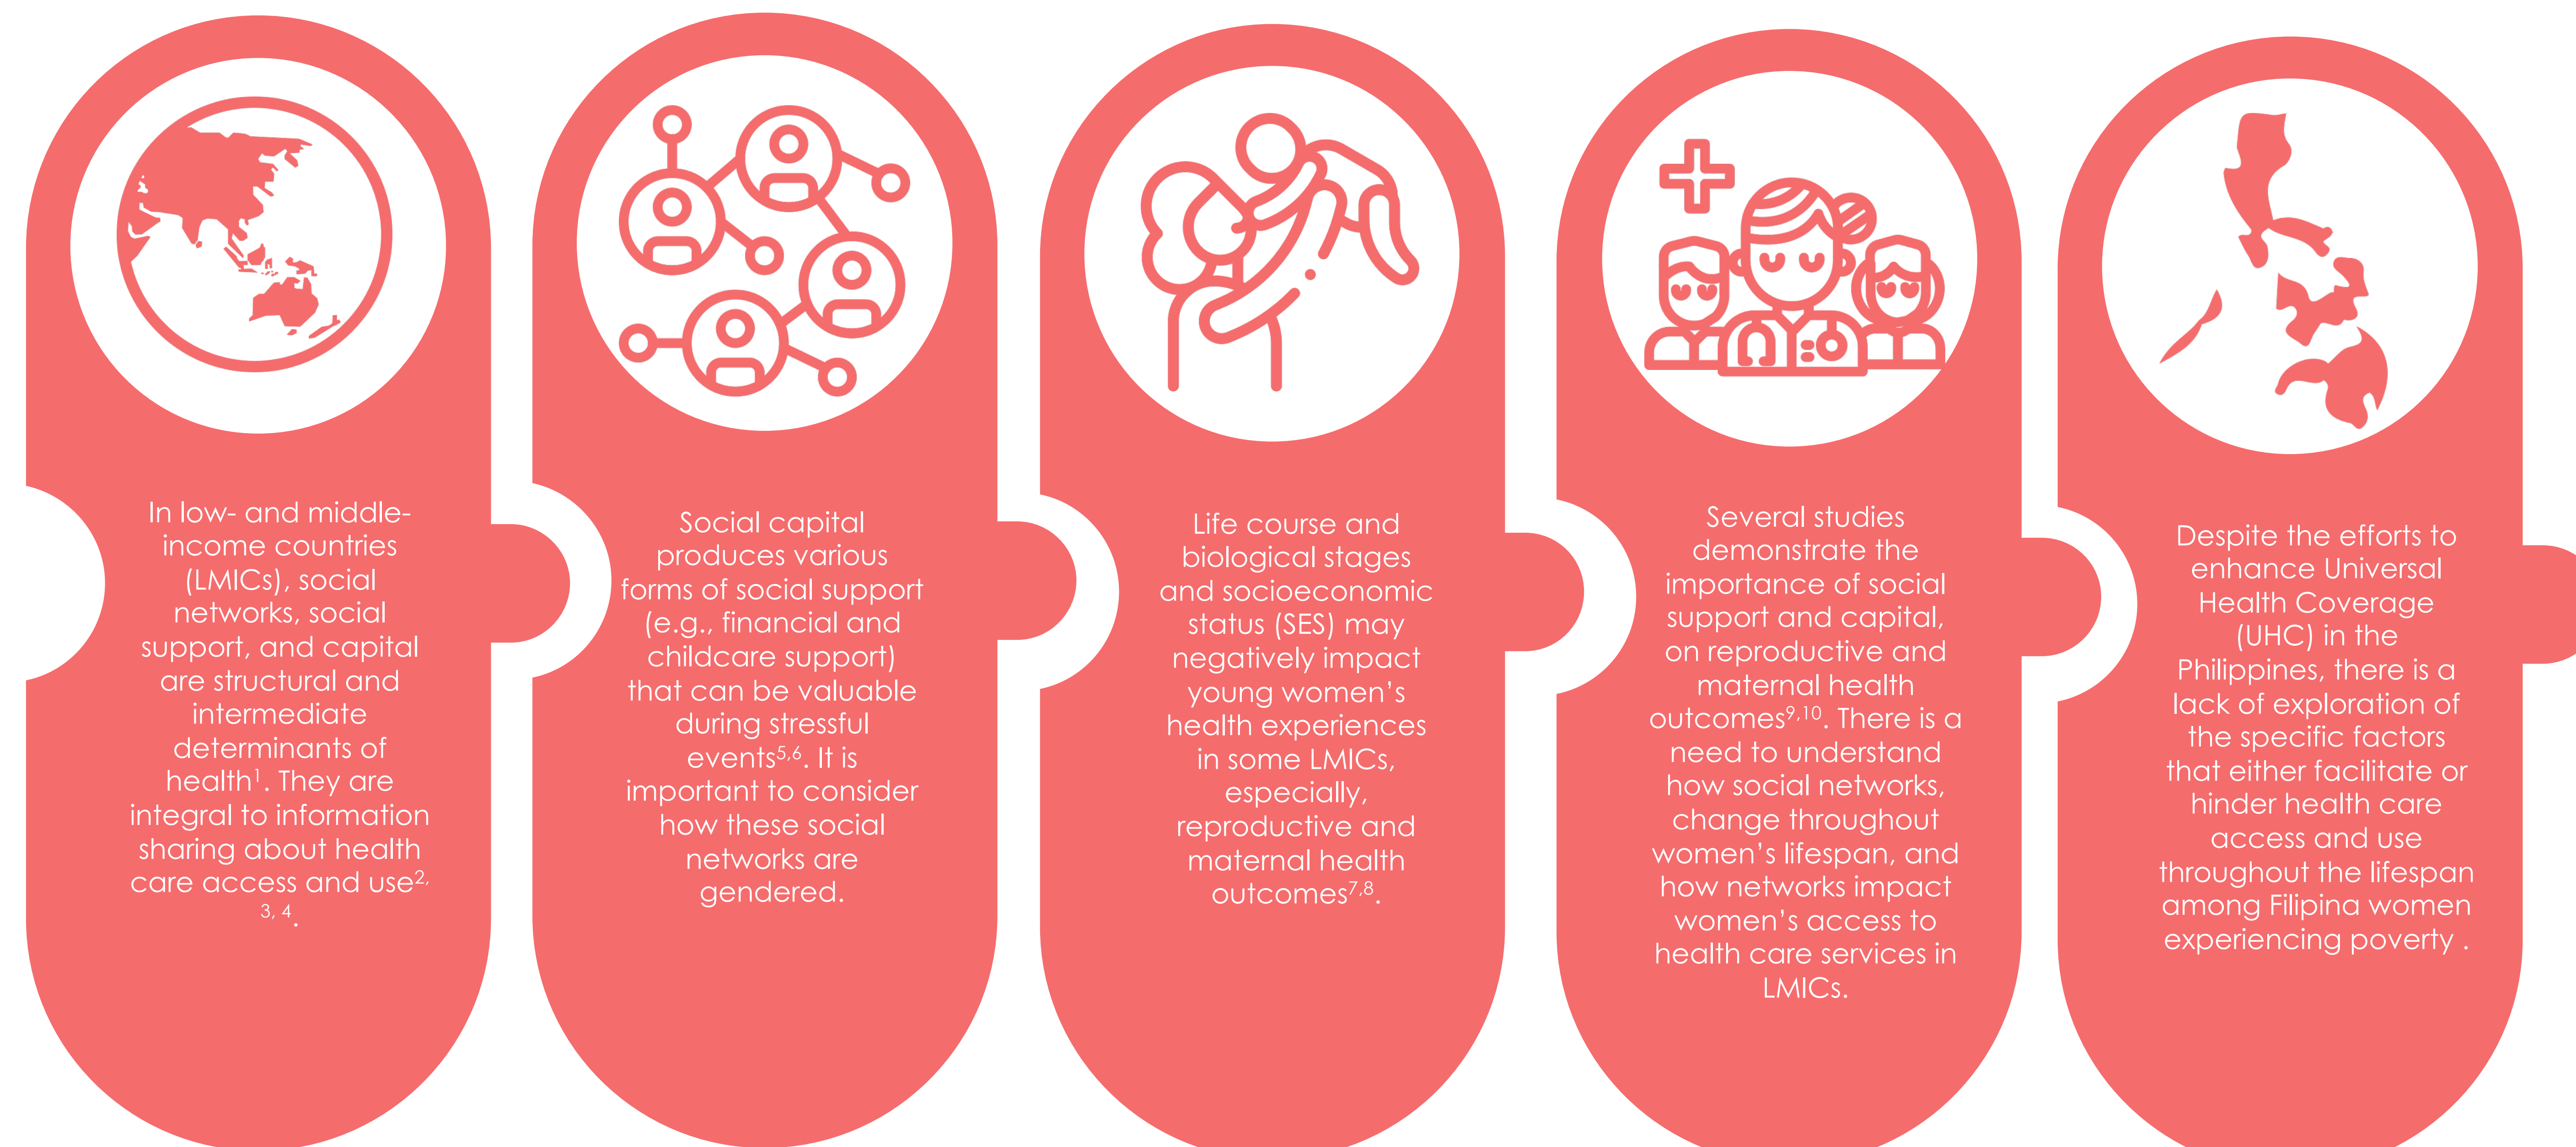 In low- and middle-
income countries
(LMICs), social
networks, social
support, and capital
are structural and
intermediate
determinants of
health¹. They are
integral to information
sharing about health
care access and use²,
³, ⁴.
Social capital
produces various
forms of social support
(e.g., financial and
childcare support)
that can be valuable
during stressful
events⁵,⁶. It is
important to consider
how these social
networks are
gendered.
Life course and
biological stages
and socioeconomic
status (SES) may
negatively impact
young women's
health experiences
in some LMICs,
especially,
reproductive and
maternal health
outcomes⁷,⁸.
Several studies
demonstrate the
importance of social
support and capital,
on reproductive and
maternal health
outcomes⁹,¹⁰. There is a
need to understand
how social networks,
change throughout
women's lifespan, and
how networks impact
women's access to
health care services in
LMICs.
Despite the efforts to
enhance Universal
Health Coverage
(UHC) in the
Philippines, there is a
lack of exploration of
the specific factors
that either facilitate or
hinder health care
access and use
throughout the lifespan
among Filipina women
experiencing poverty .